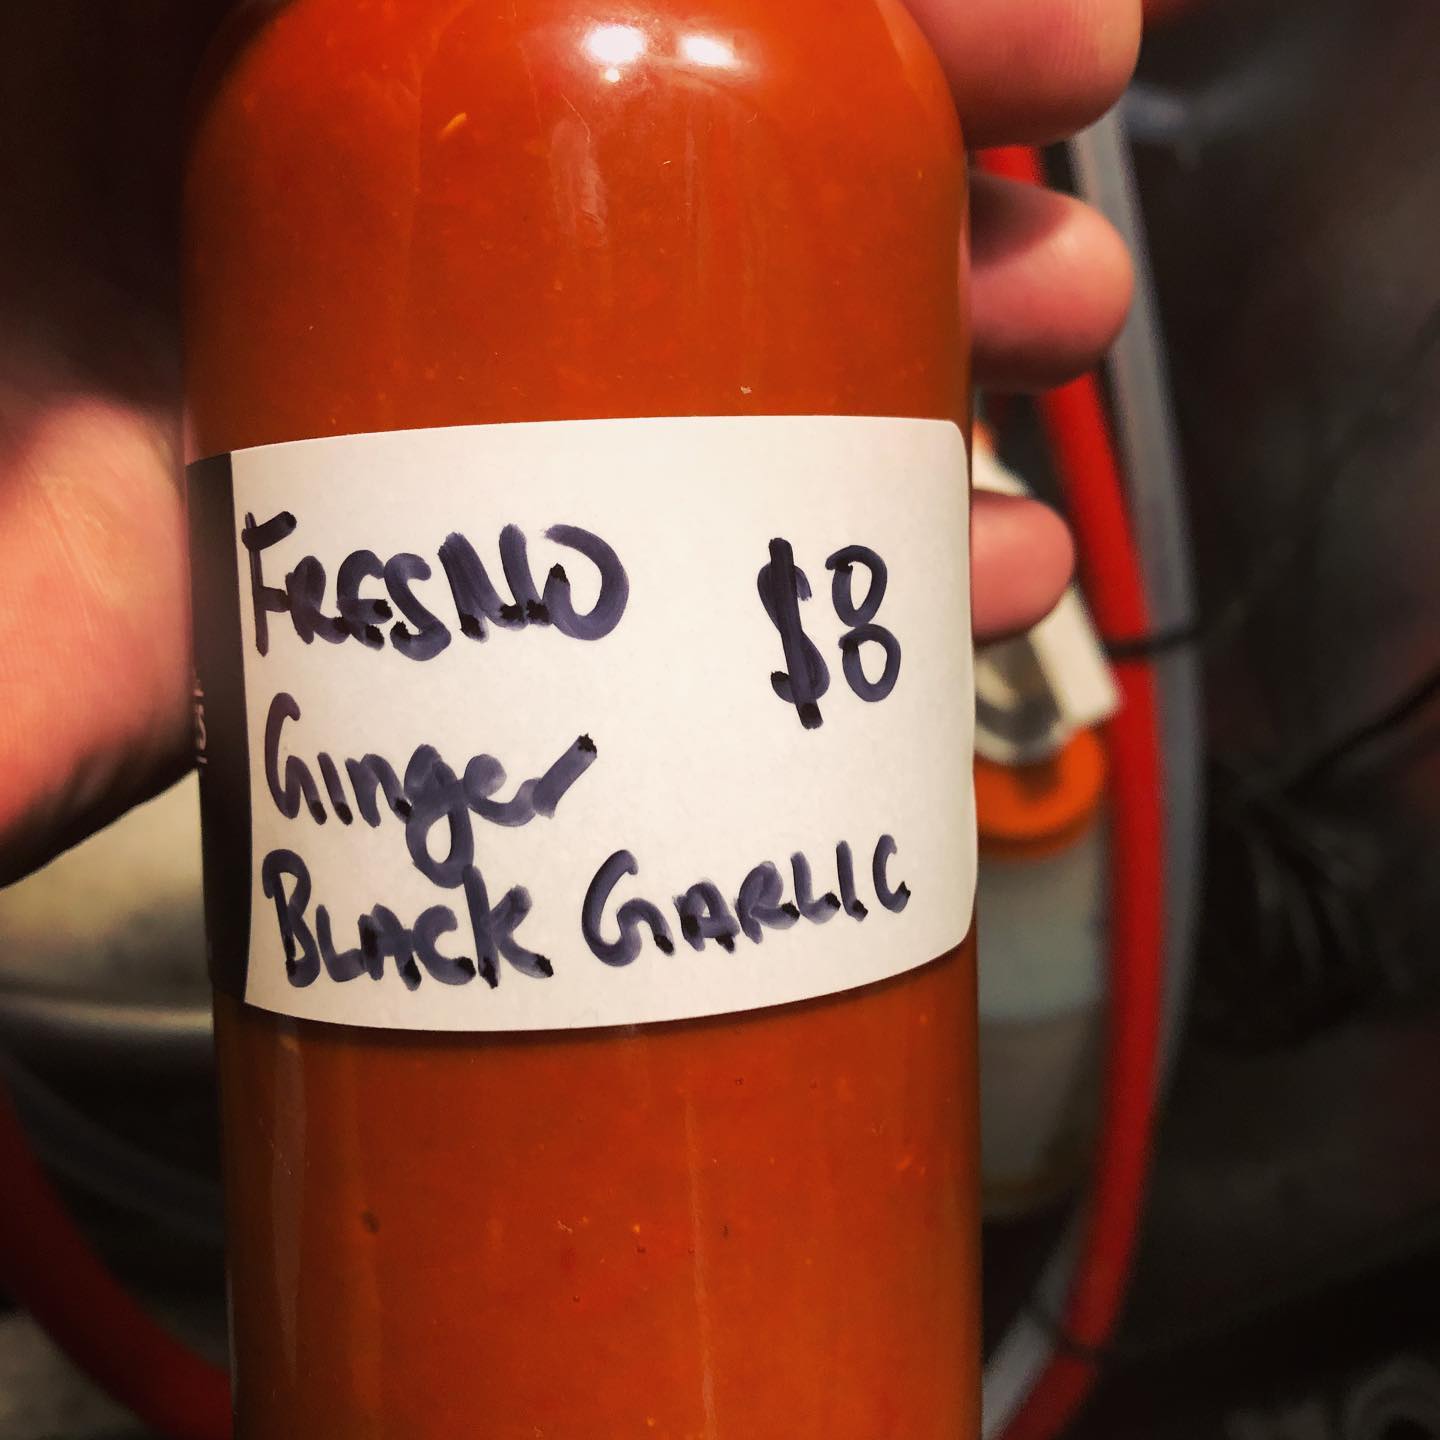 FRESNO $8
Ginger
BLACK GARLIC